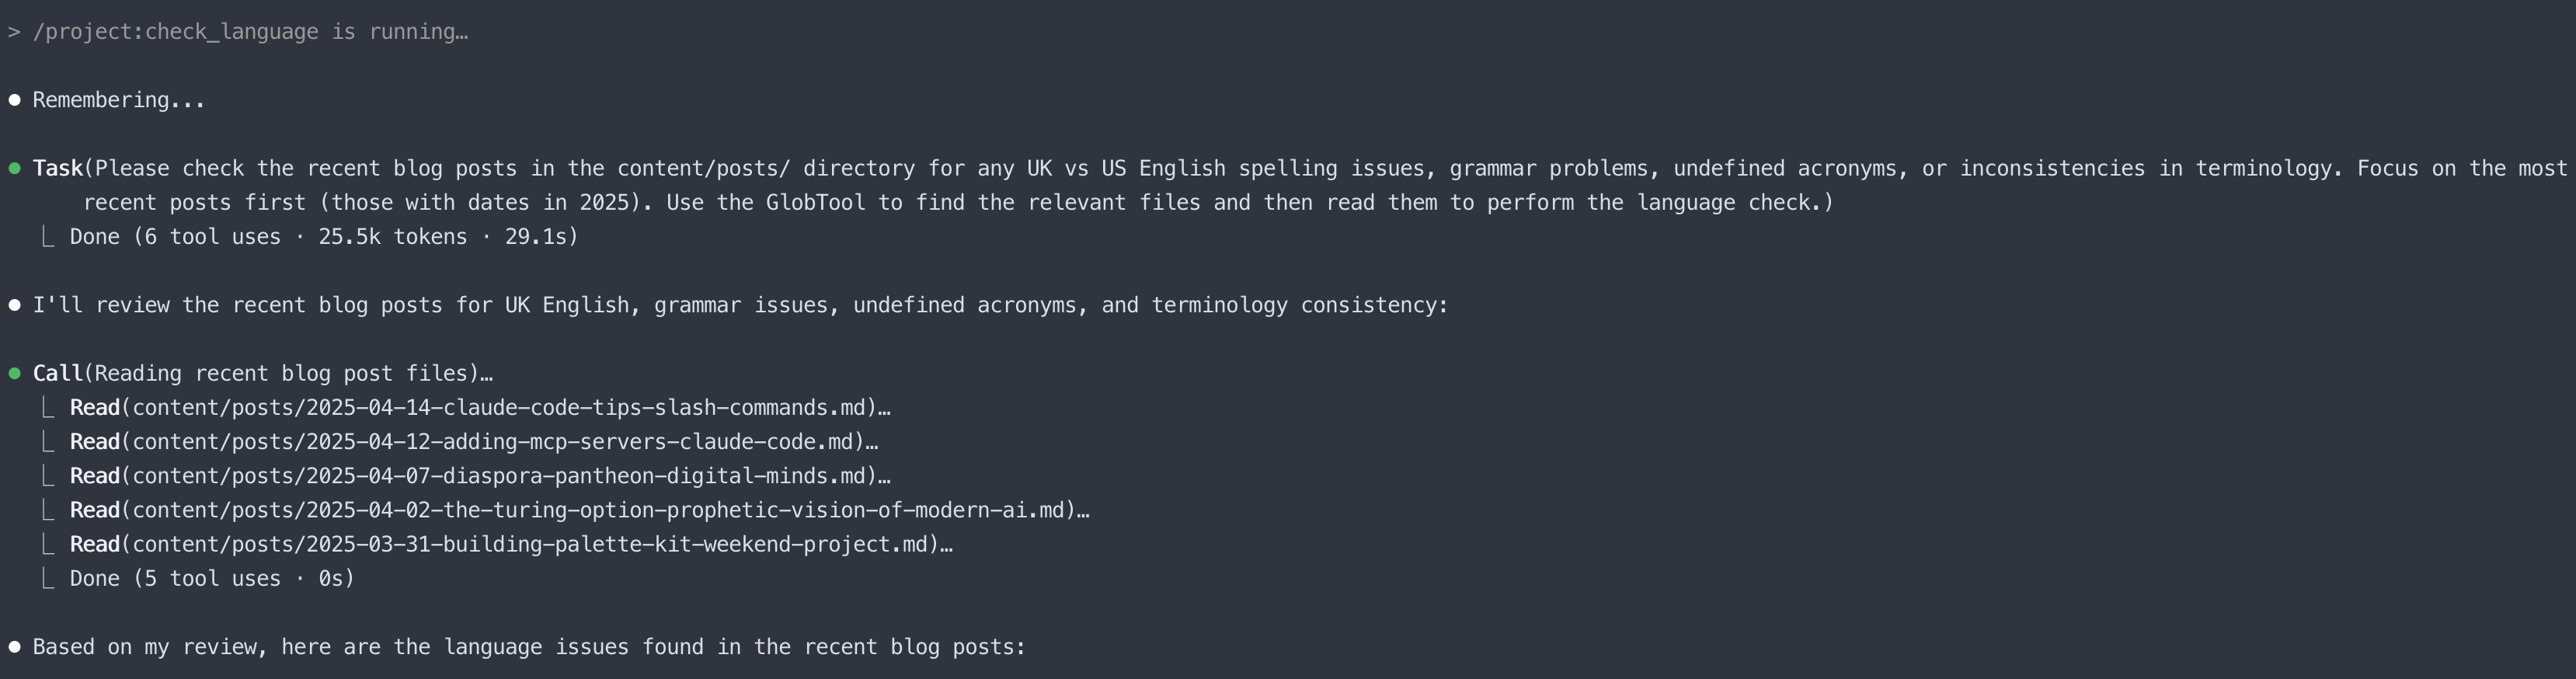 > /project:check_language is running…
● Remembering...
● Task(Please check the recent blog posts in the content/posts/ directory for any UK vs US English spelling issues, grammar problems, undefined acronyms, or inconsistencies in terminology. Focus on the most
recent posts first (those with dates in 2025). Use the GlobTool to find the relevant files and then read them to perform the language check.)
⎿ Done (6 tool uses · 25.5k tokens · 29.1s)
● I'll review the recent blog posts for UK English, grammar issues, undefined acronyms, and terminology consistency:
● Call(Reading recent blog post files)…
⎿ Read(content/posts/2025-04-14-claude-code-tips-slash-commands.md)…
⎿ Read(content/posts/2025-04-12-adding-mcp-servers-claude-code.md)…
⎿ Read(content/posts/2025-04-07-diaspora-pantheon-digital-minds.md)…
⎿ Read(content/posts/2025-04-02-the-turing-option-prophetic-vision-of-modern-ai.md)…
⎿ Read(content/posts/2025-03-31-building-palette-kit-weekend-project.md)…
⎿ Done (5 tool uses · 0s)
● Based on my review, here are the language issues found in the recent blog posts: